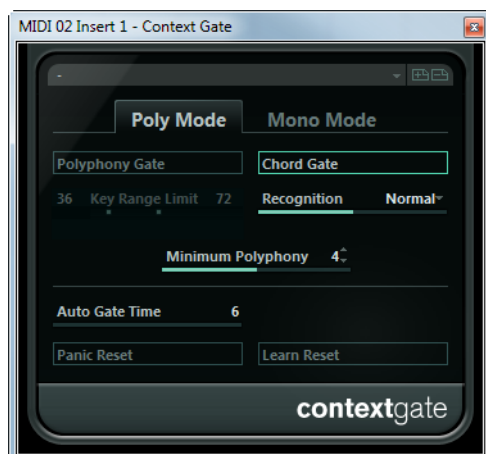 MIDI 02 Insert 1 - Context Gate
-
Poly Mode Mono Mode
Polyphony Gate Chord Gate
36 Key Range Limit 72 Recognition Normal
Minimum Polyphony 4
Auto Gate Time 6
Panic Reset Learn Reset
contextgate